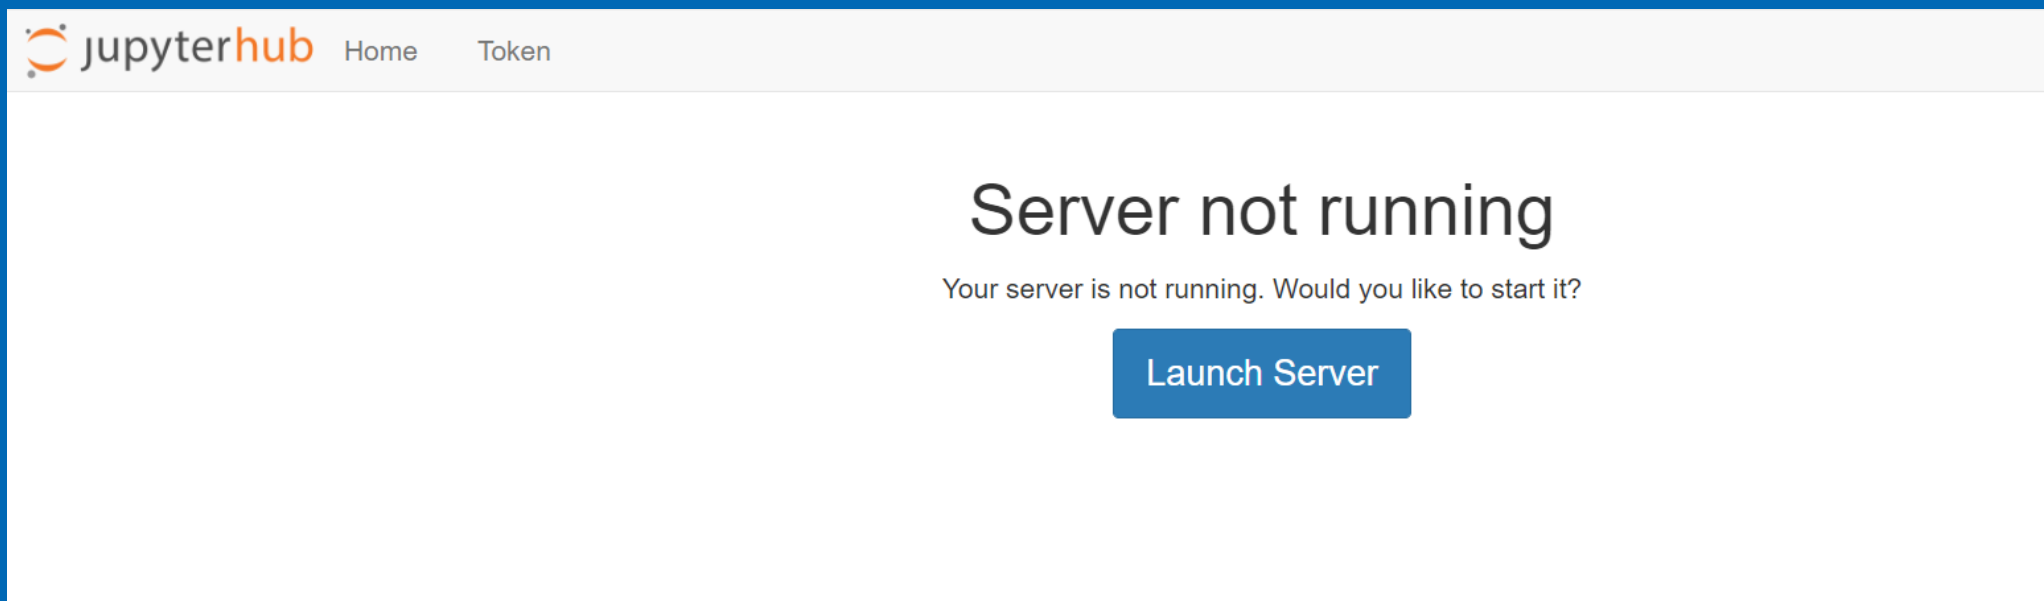 jupyterhub Home Token
Server not running
Your server is not running. Would you like to start it?
Launch Server